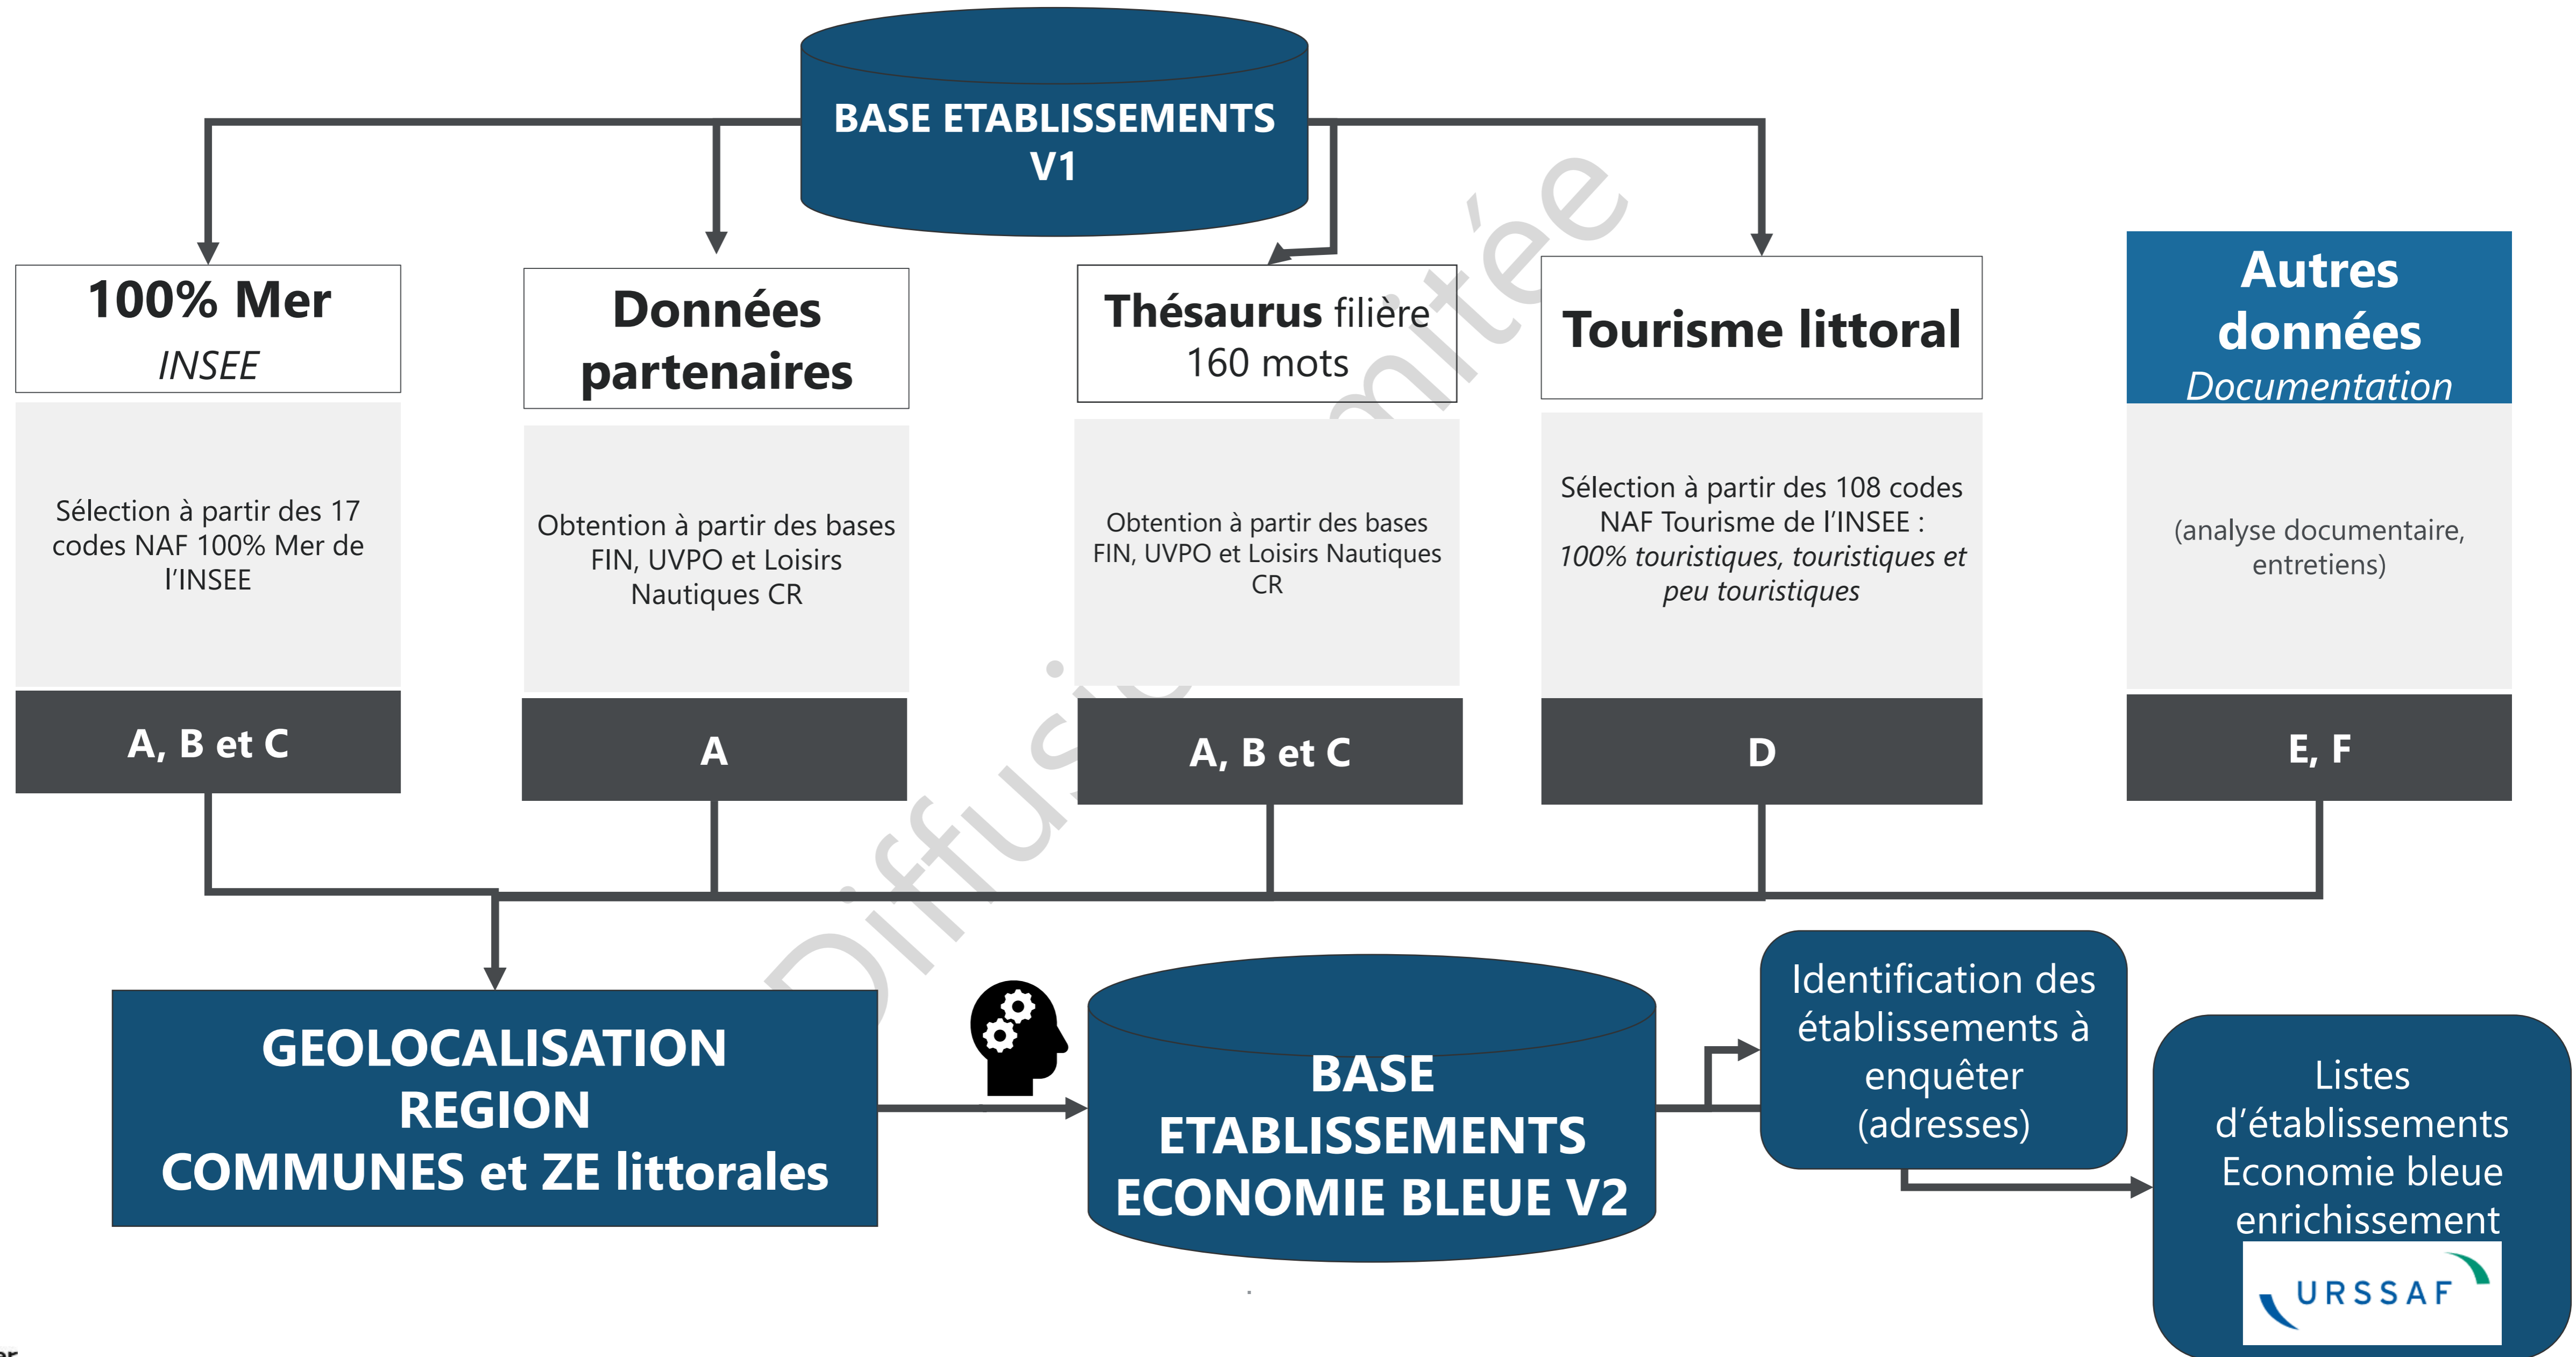 BASE ETABLISSEMENTS
V1
100% Mer
INSEE
Sélection à partir des 17
codes NAF 100% Mer de
l’INSEE
A, B et C
Données
partenaires
Obtention à partir des bases
FIN, UVPO et Loisirs
Nautiques CR
A
Thésaurus filière
160 mots
Obtention à partir des bases
FIN, UVPO et Loisirs Nautiques
CR
A, B et C
Tourisme littoral
Sélection à partir des 108 codes
NAF Tourisme de l’INSEE :
100% touristiques, touristiques et
peu touristiques
D
Autres
données
Documentation
(analyse documentaire,
entretiens)
E, F
GEOLOCALISATION
REGION
COMMUNES et ZE littorales
BASE
ETABLISSEMENTS
ECONOMIE BLEUE V2
Identification des
établissements à
enquêter
(adresses)
Listes
d’établissements
Economie bleue
enrichissement
URSSAF